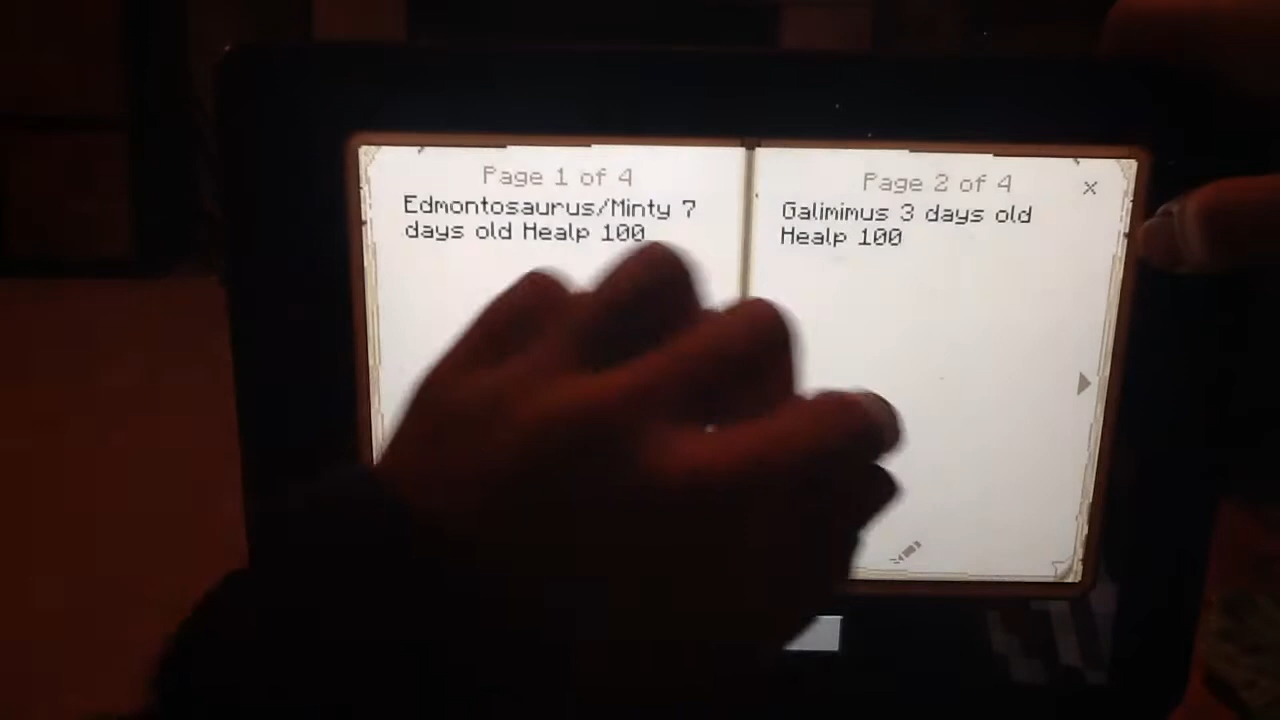 Page 1 of 4
Edmontosaurus/Minty 7
days old Healp 100
Page 2 of 4
Galimimus 3 days old
Healp 100